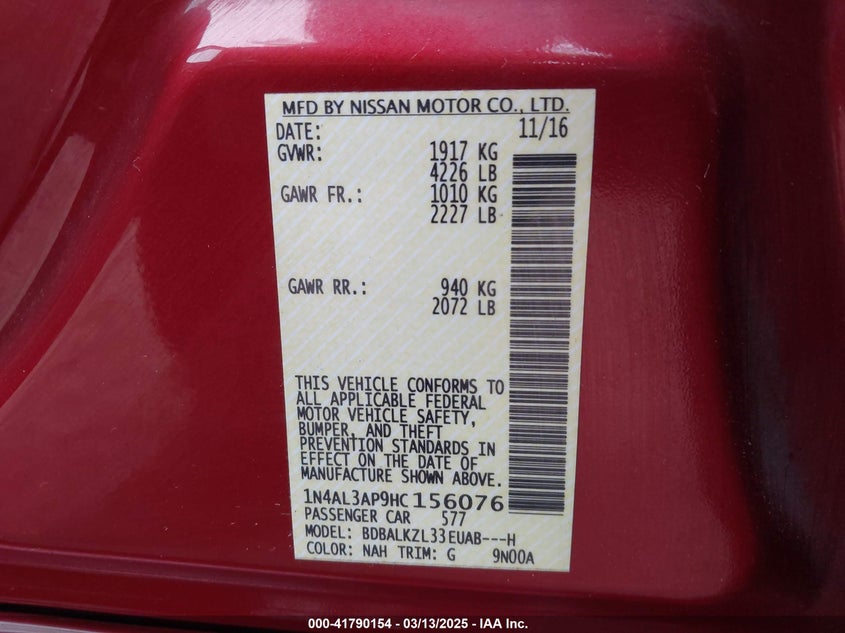 MFD BY NISSAN MOTOR CO., LTD.
DATE: 11/16
GVWR: 1917 KG
4226 LB
GAWR FR.: 1010 KG
2227 LB
GAWR RR.: 940 KG
2072 LB
THIS VEHICLE CONFORMS TO
ALL APPLICABLE FEDERAL
MOTOR VEHICLE SAFETY,
BUMPER, AND THEFT
PREVENTION STANDARDS IN
EFFECT ON THE DATE OF
MANUFACTURE SHOWN ABOVE.
1N4AL3AP9HC156076
PASSENGER CAR 577
MODEL: BDBALKZL33EUAB---H
COLOR: NAH TRIM: G 9N00A
000-41790154 - 03/13/2025 - IAA Inc.